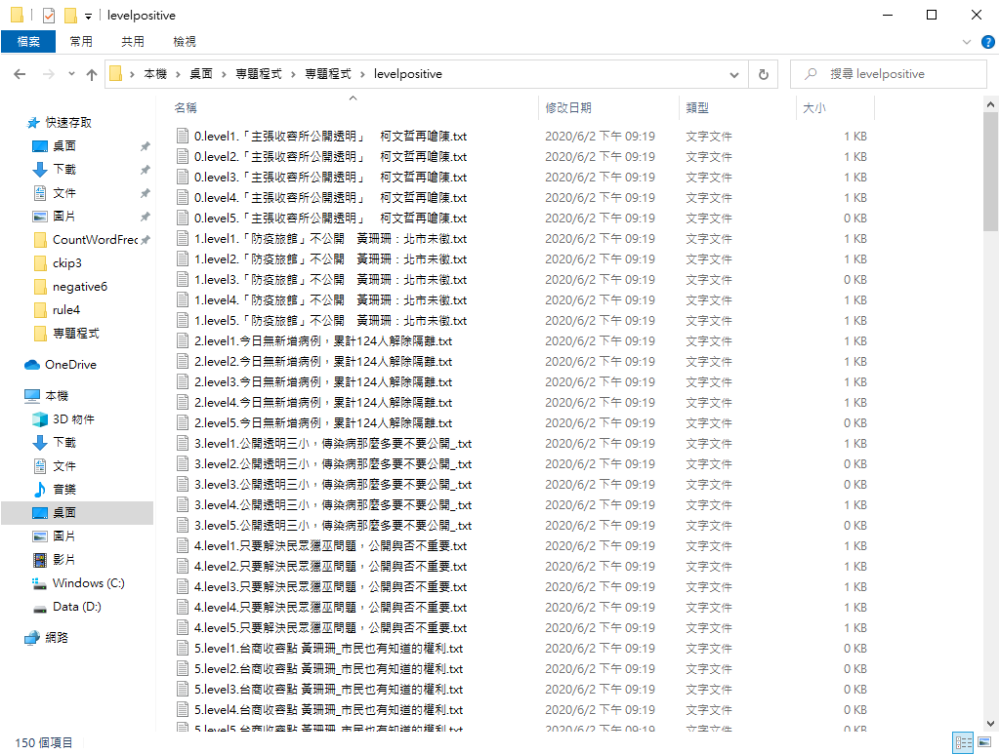 levelpositive
檔案 常用 共用 檢視
本機 › 桌面 › 專題程式 › 專題程式 › levelpositive
搜尋 levelpositive
快速存取
桌面
下載
文件
圖片
CountWordFrec
ckip3
negative6
rule4
專題程式
OneDrive
本機
3D 物件
下載
文件
音樂
桌面
圖片
影片
Windows (C:)
Data (D:)
網路
名稱 修改日期 類型 大小
0.level1.「主張收容所公開透明」　柯文哲再嗆陳.txt 2020/6/2 下午 09:19 文字文件 1 KB
0.level2.「主張收容所公開透明」　柯文哲再嗆陳.txt 2020/6/2 下午 09:19 文字文件 1 KB
0.level3.「主張收容所公開透明」　柯文哲再嗆陳.txt 2020/6/2 下午 09:19 文字文件 1 KB
0.level4.「主張收容所公開透明」　柯文哲再嗆陳.txt 2020/6/2 下午 09:19 文字文件 1 KB
0.level5.「主張收容所公開透明」　柯文哲再嗆陳.txt 2020/6/2 下午 09:19 文字文件 0 KB
1.level1.「防疫旅館」不公開　黃珊珊：北市未徵.txt 2020/6/2 下午 09:19 文字文件 1 KB
1.level2.「防疫旅館」不公開　黃珊珊：北市未徵.txt 2020/6/2 下午 09:19 文字文件 1 KB
1.level3.「防疫旅館」不公開　黃珊珊：北市未徵.txt 2020/6/2 下午 09:19 文字文件 0 KB
1.level4.「防疫旅館」不公開　黃珊珊：北市未徵.txt 2020/6/2 下午 09:19 文字文件 1 KB
1.level5.「防疫旅館」不公開　黃珊珊：北市未徵.txt 2020/6/2 下午 09:19 文字文件 1 KB
2.level1.今日無新增病例，累計124人解除隔離.txt 2020/6/2 下午 09:19 文字文件 1 KB
2.level2.今日無新增病例，累計124人解除隔離.txt 2020/6/2 下午 09:19 文字文件 1 KB
2.level3.今日無新增病例，累計124人解除隔離.txt 2020/6/2 下午 09:19 文字文件 0 KB
2.level4.今日無新增病例，累計124人解除隔離.txt 2020/6/2 下午 09:19 文字文件 1 KB
2.level5.今日無新增病例，累計124人解除隔離.txt 2020/6/2 下午 09:19 文字文件 0 KB
3.level1.公開透明三小，傳染病那麼多要不要公開_.txt 2020/6/2 下午 09:19 文字文件 1 KB
3.level2.公開透明三小，傳染病那麼多要不要公開_.txt 2020/6/2 下午 09:19 文字文件 0 KB
3.level3.公開透明三小，傳染病那麼多要不要公開_.txt 2020/6/2 下午 09:19 文字文件 0 KB
3.level4.公開透明三小，傳染病那麼多要不要公開_.txt 2020/6/2 下午 09:19 文字文件 1 KB
3.level5.公開透明三小，傳染病那麼多要不要公開_.txt 2020/6/2 下午 09:19 文字文件 0 KB
4.level1.只要解決民眾獵巫問題，公開與否不重要.txt 2020/6/2 下午 09:19 文字文件 1 KB
4.level2.只要解決民眾獵巫問題，公開與否不重要.txt 2020/6/2 下午 09:19 文字文件 1 KB
4.level3.只要解決民眾獵巫問題，公開與否不重要.txt 2020/6/2 下午 09:19 文字文件 1 KB
4.level4.只要解決民眾獵巫問題，公開與否不重要.txt 2020/6/2 下午 09:19 文字文件 1 KB
4.level5.只要解決民眾獵巫問題，公開與否不重要.txt 2020/6/2 下午 09:19 文字文件 1 KB
5.level1.台商收容點 黃珊珊_市民也有知道的權利.txt 2020/6/2 下午 09:19 文字文件 0 KB
5.level2.台商收容點 黃珊珊_市民也有知道的權利.txt 2020/6/2 下午 09:19 文字文件 0 KB
5.level3.台商收容點 黃珊珊_市民也有知道的權利.txt 2020/6/2 下午 09:19 文字文件 0 KB
5.level4.台商收容點 黃珊珊_市民也有知道的權利.txt 2020/6/2 下午 09:19 文字文件 1 KB
5.level5.台商收容點 黃珊珊_市民也有知道的權利.txt 2020/6/2 下午 09:19 文字文件 0 KB
150 個項目